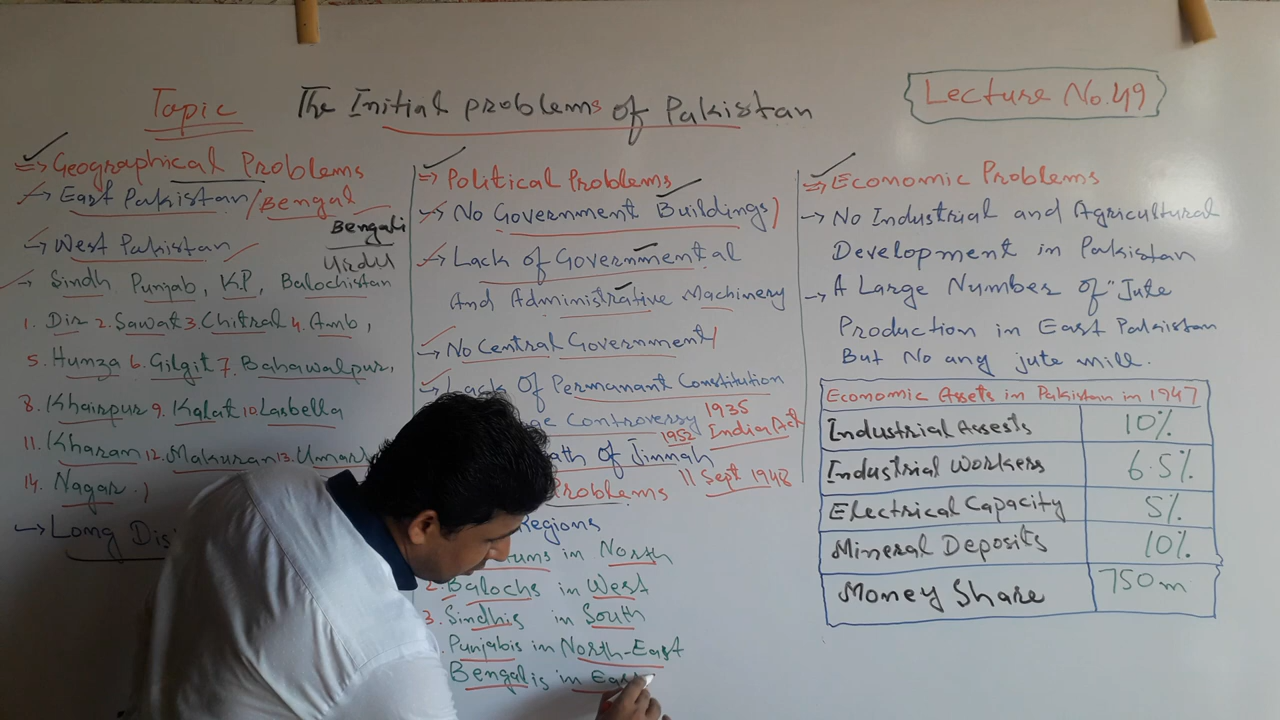 Topic The Initial problems of Pakistan
Lecture No.49
=> Geographical Problems
→ East Pakistan/Bengal
→ West Pakistan
Bengali
Urdu
→ Sindh Punjab, K.P, Balochistan
1. Dir 2. Sawat 3. Chitral 4. Amb,
5. Humza 6. Gilgit 7. Bahawalpur,
8. Khairpur 9. Kalat 10. Lasbella
11. Kharan 12. Makuran 13. Umar
14. Nagar.)
→ Long Dis
=> Political Problems
→ No Government Buildings)
→ Lack of Governmental
And Administrative Machinery
→ No Central Government/
→ Lack Of Permanant Constitution
ge Controversy 1935
1952 India Act
ath of Jinnah
roblems 11 Sept 1948
Regions
tums in North
2. Balochs in West
3. Sindhis in South
. Punjabis in North-East
Bengalis in Eas
=> Economic Problems
→ No Industrial and Agricultural
Development in Pakistan
→ A Large Number of "Jute
Production in East Pakistan
But No any jute mill.
Economic Assets in Pakistan in 1947
Industrial Assests 10%
Industrial Workers 6.5%
Electrical Capacity 5%
Mineral Deposits 10%
Money Share 750m